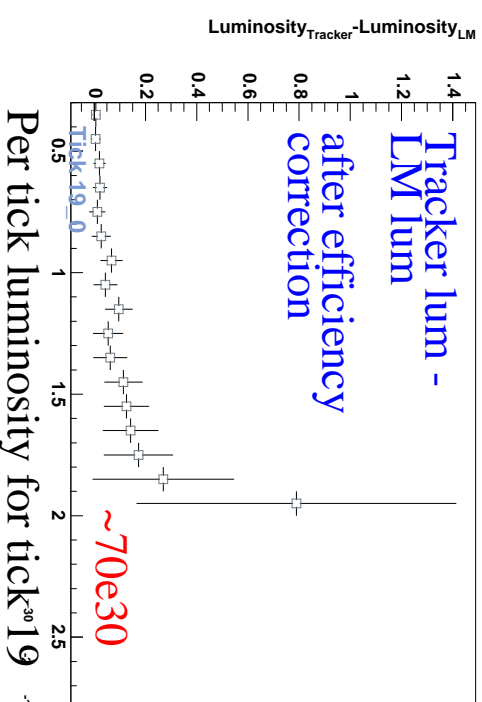 Luminosity_Tracker-Luminosity_LM
1.4
1.2
1
0.8
0.6
0.4
0.2
0
Tracker lum -
LM lum
after efficiency
correction
Tick 19_0
~70e30
0.5
1
1.5
2
2.5
Per tick luminosity for tick 19
-30